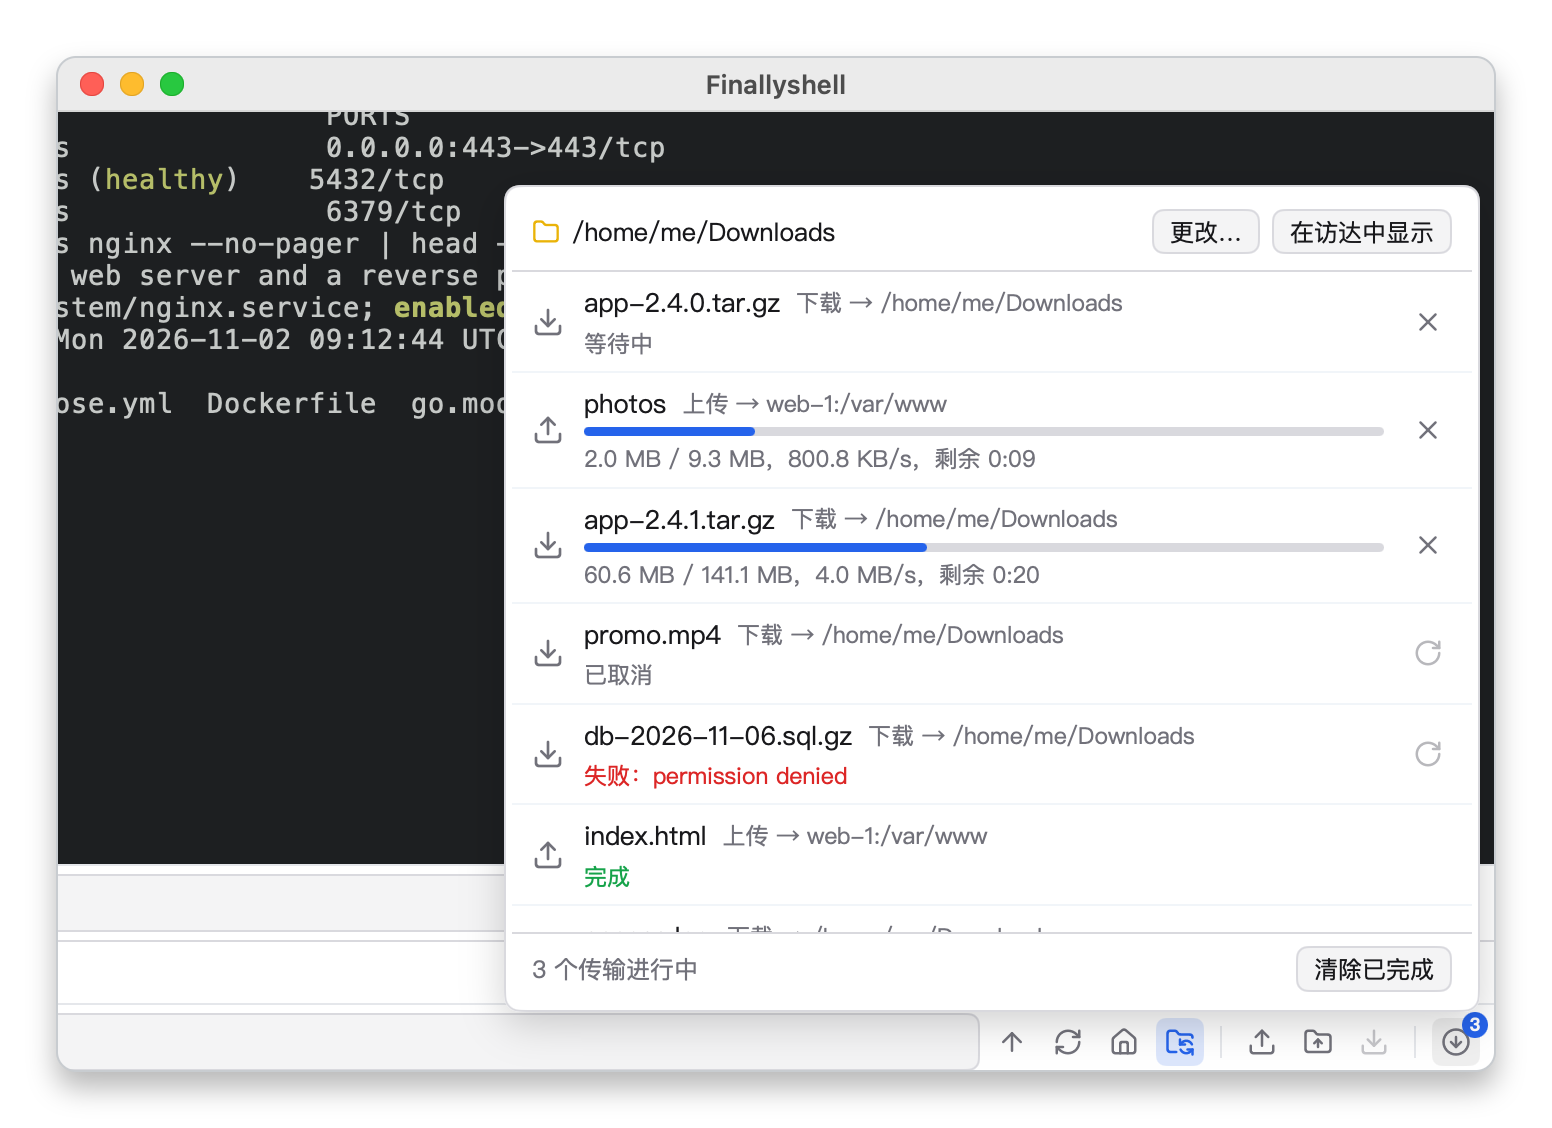 Finallyshell
PORTS
s 0.0.0.0:443->443/tcp
s (healthy) 5432/tcp
s 6379/tcp
s nginx --no-pager | head -
web server and a reverse p
stem/nginx.service; enabled
Mon 2026-11-02 09:12:44 UTC
ose.yml Dockerfile go.mod
/home/me/Downloads
更改…
在访达中显示
app-2.4.0.tar.gz 下载 → /home/me/Downloads
等待中
photos 上传 → web-1:/var/www
2.0 MB / 9.3 MB，800.8 KB/s，剩余 0:09
app-2.4.1.tar.gz 下载 → /home/me/Downloads
60.6 MB / 141.1 MB，4.0 MB/s，剩余 0:20
promo.mp4 下载 → /home/me/Downloads
已取消
db-2026-11-06.sql.gz 下载 → /home/me/Downloads
失败：permission denied
index.html 上传 → web-1:/var/www
完成
下载 → /home/me/Downloads
3 个传输进行中
清除已完成
3